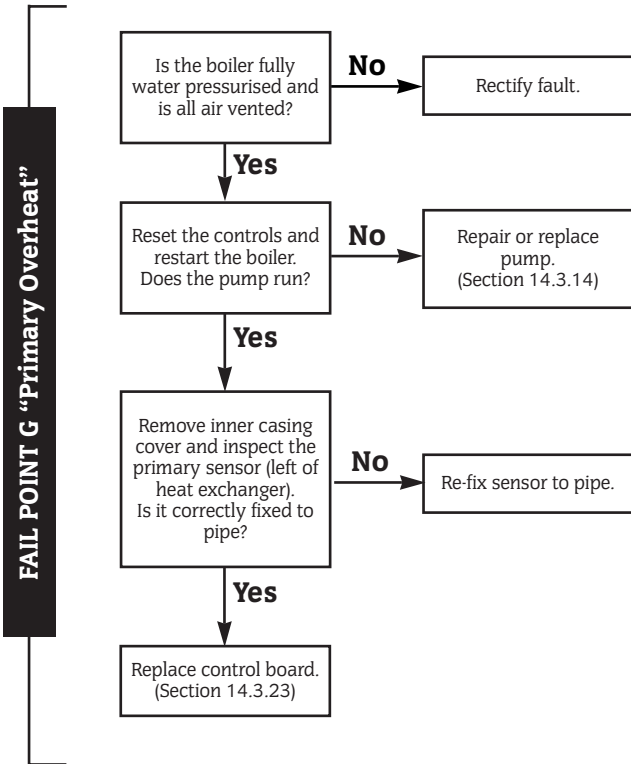 FAIL POINT G “Primary Overheat”
Is the boiler fully
water pressurised and
is all air vented?
No
Rectify fault.
Yes
Reset the controls and
restart the boiler.
Does the pump run?
No
Repair or replace
pump.
(Section 14.3.14)
Yes
Remove inner casing
cover and inspect the
primary sensor (left of
heat exchanger).
Is it correctly fixed to
pipe?
No
Re-fix sensor to pipe.
Yes
Replace control board.
(Section 14.3.23)